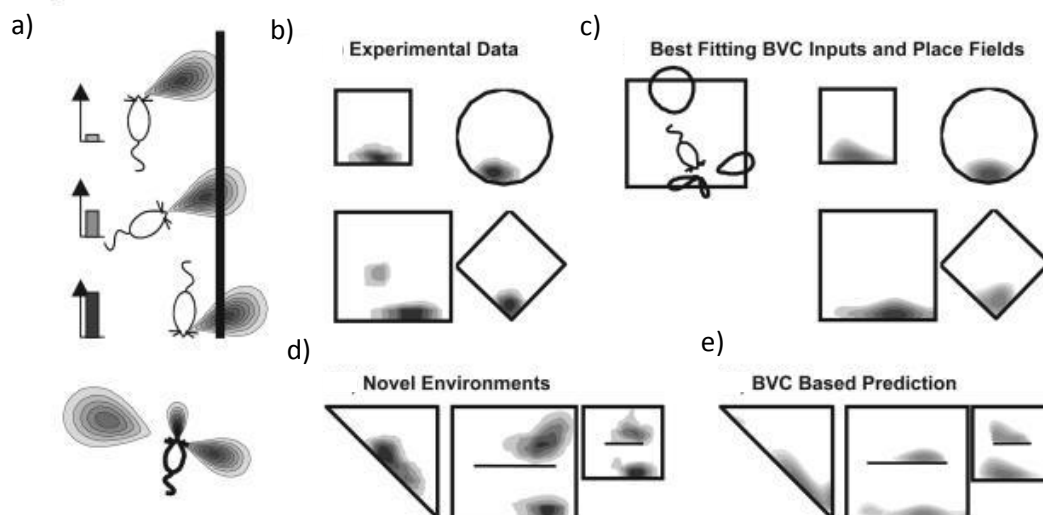 a)
b)
Experimental Data
c)
Best Fitting BVC Inputs and Place Fields
d)
Novel Environments
e)
BVC Based Prediction